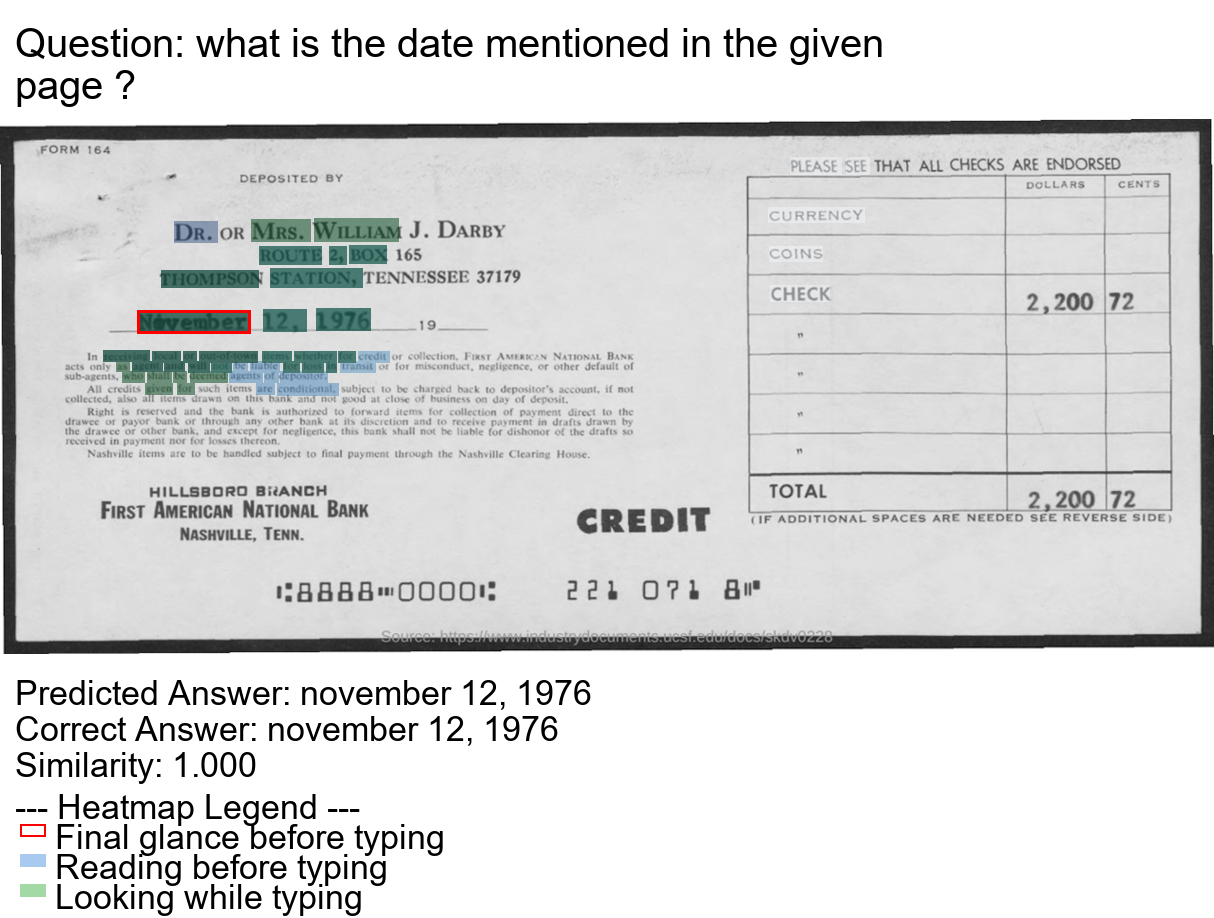 Question: what is the date mentioned in the given
page ?
FORM 164
DEPOSITED BY
DR. OR MRS. WILLIAM J. DARBY
ROUTE 2, BOX 165
THOMPSON STATION, TENNESSEE 37179
November 12, 1976 19
In receiving local or out-of-town items whether for credit or collection, FIRST AMERICAN NATIONAL BANK
acts only as agent and will not be liable for loss in transit or for misconduct, negligence, or other default of
sub-agents, who shall be deemed agents of depositor.
All credits given for such items are conditional, subject to be charged back to depositor's account, if not
collected, also all items drawn on this bank and not good at close of business on day of deposit.
Right is reserved and the bank is authorized to forward items for collection of payment direct to the
drawee or payor bank or through any other bank at its discretion and to receive payment in drafts drawn by
the drawee or other bank, and except for negligence, this bank shall not be liable for dishonor of the drafts so
received in payment nor for losses thereon.
Nashville items are to be handled subject to final payment through the Nashville Clearing House.
HILLSBORO BRANCH
FIRST AMERICAN NATIONAL BANK
NASHVILLE, TENN.
CREDIT
⑆8888⑉0000⑆ 221 071 8⑈
PLEASE SEE THAT ALL CHECKS ARE ENDORSED
DOLLARS CENTS
CURRENCY
COINS
CHECK 2,200 72
"
"
"
"
TOTAL 2,200 72
(IF ADDITIONAL SPACES ARE NEEDED SEE REVERSE SIDE)
Source: https://www.industrydocuments.ucsf.edu/docs/skdv0228
Predicted Answer: november 12, 1976
Correct Answer: november 12, 1976
Similarity: 1.000
--- Heatmap Legend ---
Final glance before typing
Reading before typing
Looking while typing